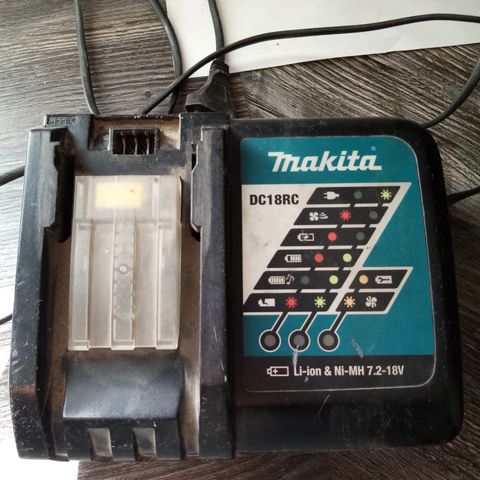 makita
DC18RC
Li-ion & Ni-MH 7.2-18V